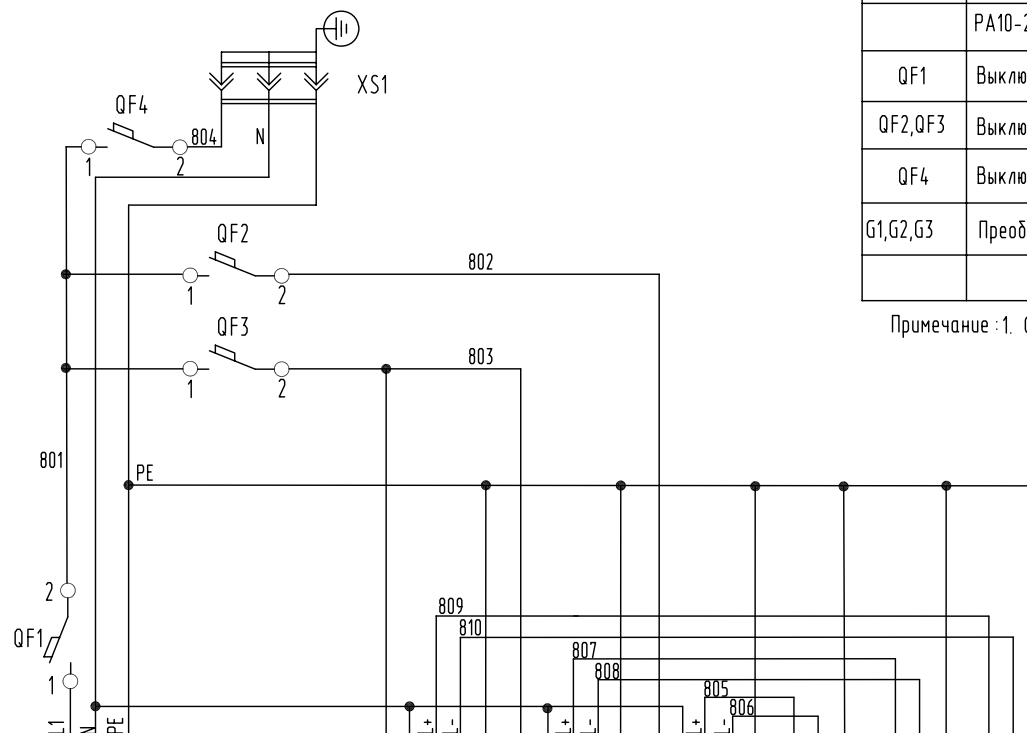 PA10-2
XS1
QF1
Выклю
QF4
804
N
1
2
QF2,QF3
Выклю
QF4
Выклю
QF2
G1,G2,G3
Преоб
802
1
2
QF3
Примечание :1.
803
1
2
801
PE
2
809
QF1
810
807
808
1
805
806
L1
N
PE
L+
L-
L+
L-
L+
L-